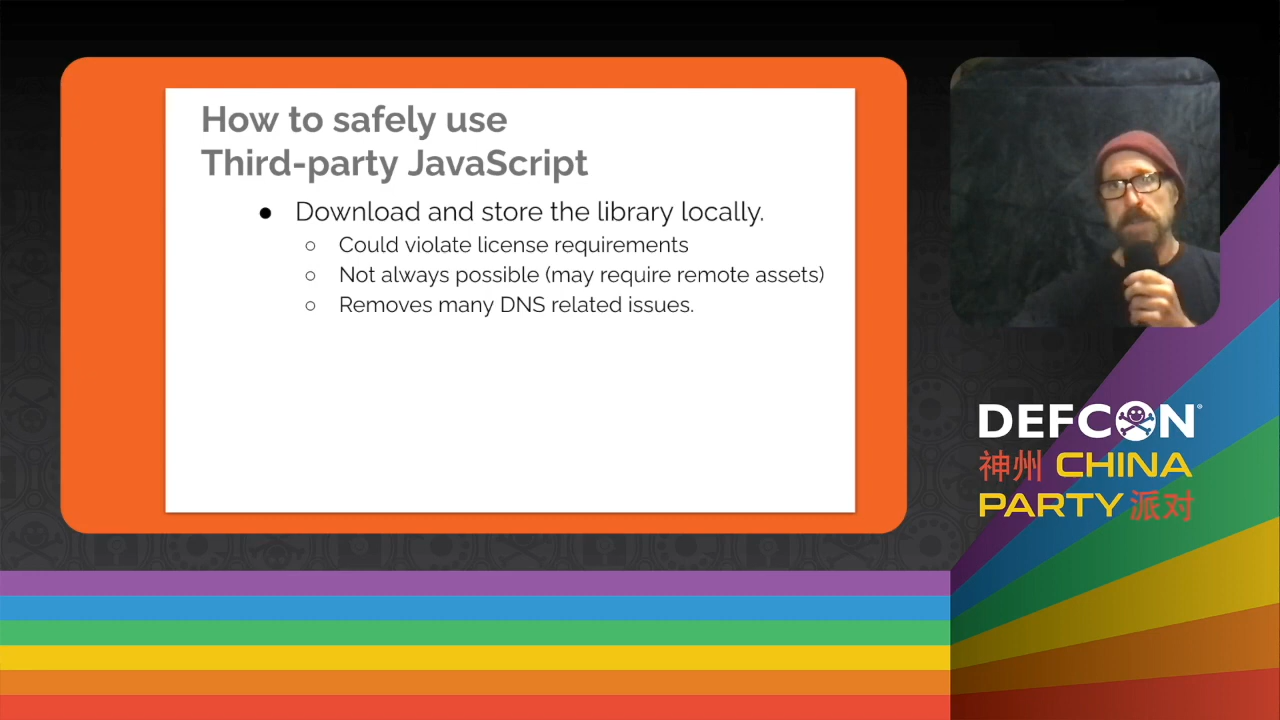 How to safely use
Third-party JavaScript
● Download and store the library locally.
○ Could violate license requirements
○ Not always possible (may require remote assets)
○ Removes many DNS related issues.
DEFCON®
神州 CHINA
PARTY 派对